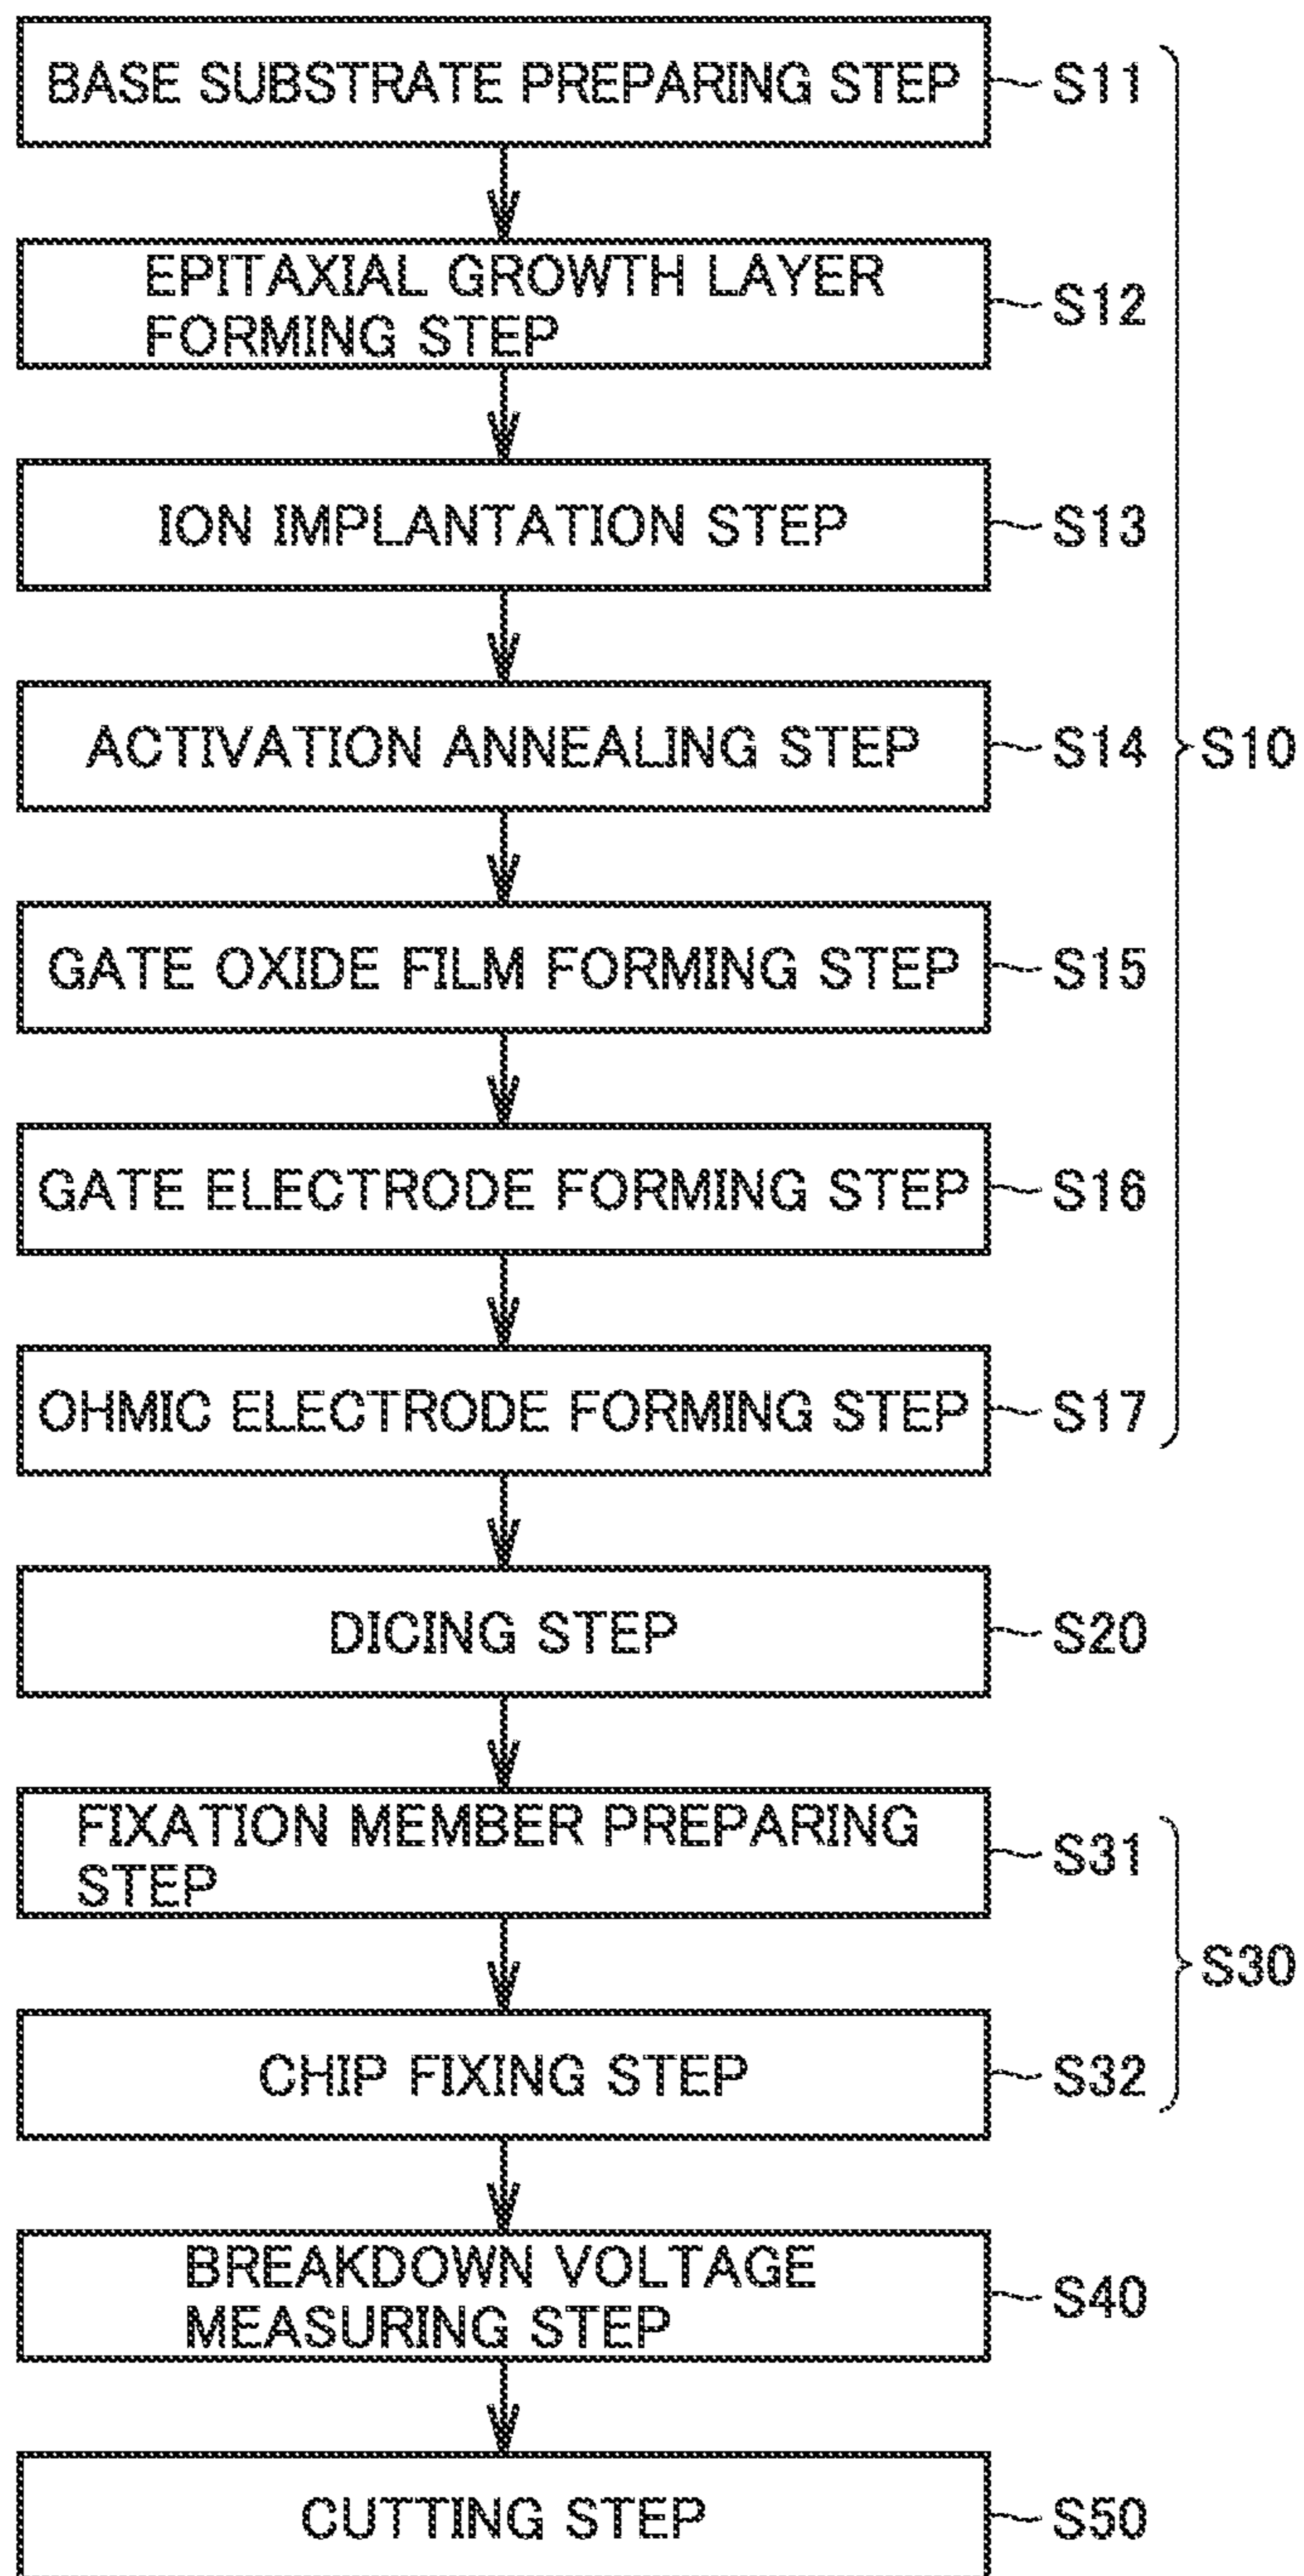 BASE SUBSTRATE PREPARING STEP S11
EPITAXIAL GROWTH LAYER
FORMING STEP
S12
ION IMPLANTATION STEP S13
ACTIVATION ANNEALING STEP S14
S10
GATE OXIDE FILM FORMING STEP S15
GATE ELECTRODE FORMING STEP S16
OHMIC ELECTRODE FORMING STEP S17
DICING STEP S20
FIXATION MEMBER PREPARING
STEP
S31
S30
CHIP FIXING STEP S32
BREAKDOWN VOLTAGE
MEASURING STEP
S40
CUTTING STEP S50